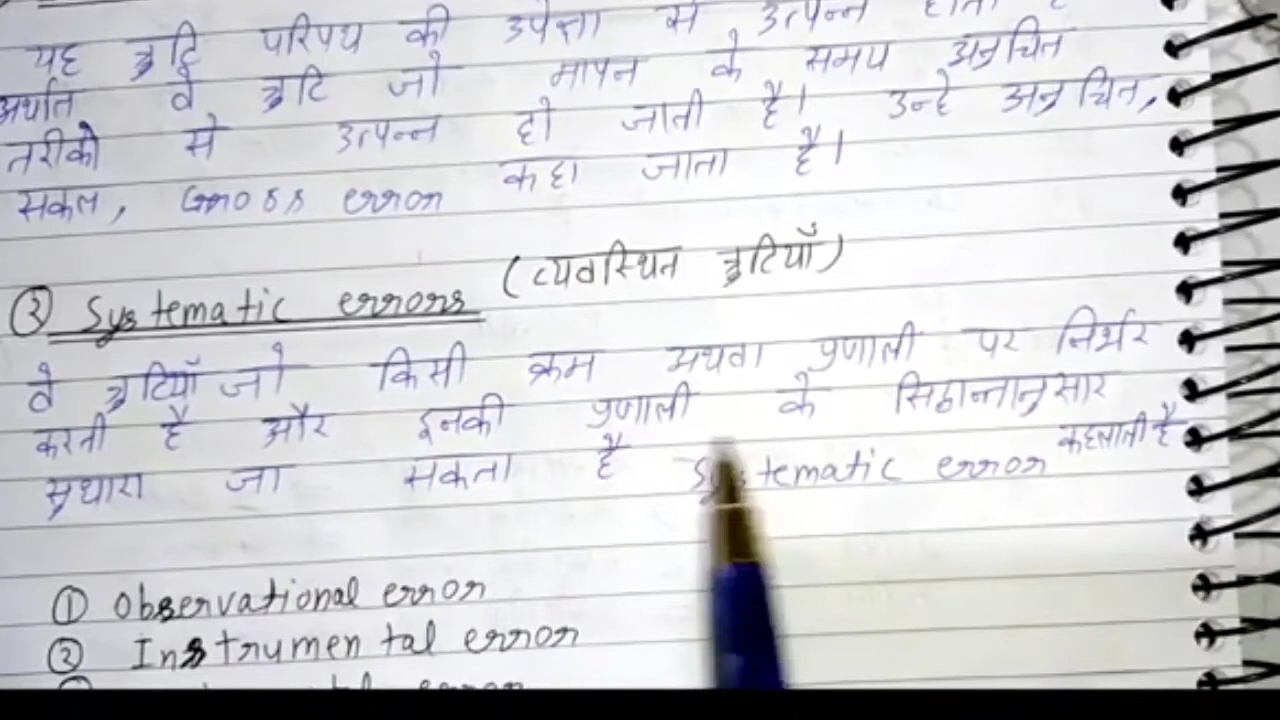 यह त्रुटि परिपथ की उपेक्षा से उत्पन्न होता
अर्थात वे त्रुटि जो मापन के समय अनुचित
तरीको से उत्पन्न हो जाती है। उन्हे अनुचित,
सकल, Gross error कहा जाता है।
② Systematic errors (व्यवस्थित त्रुटियाँ)
वे त्रुटियाँ जो किसी क्रम अथवा प्रणाली पर निर्भर
करती है और इनकी प्रणाली के सिद्धान्तानुसार
सुधारा जा सकता है Systematic error कहलाती है
① Observational error
② Instrumental error
error